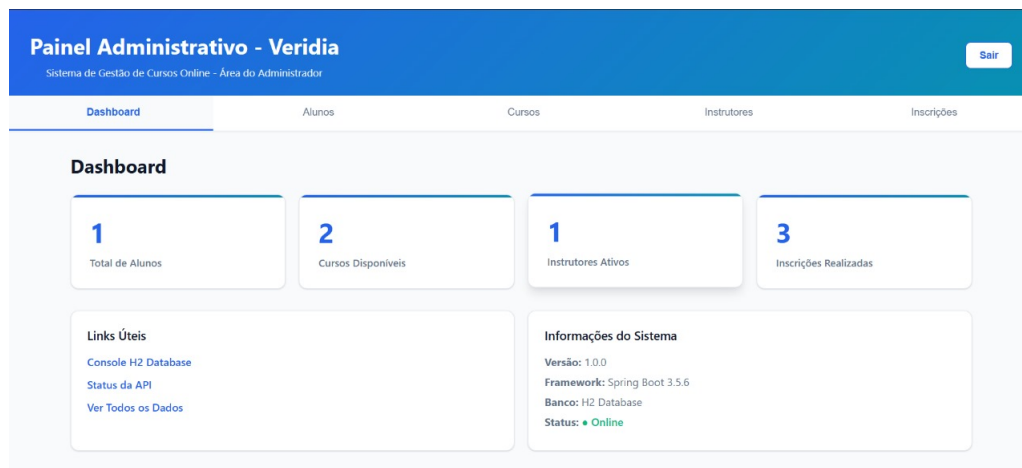 Painel Administrativo - Veridia
Sistema de Gestão de Cursos Online - Área do Administrador
Sair
Dashboard
Alunos
Cursos
Instrutores
Inscrições
Dashboard
1
Total de Alunos
2
Cursos Disponíveis
1
Instrutores Ativos
3
Inscrições Realizadas
Links Úteis
Console H2 Database
Status da API
Ver Todos os Dados
Informações do Sistema
Versão: 1.0.0
Framework: Spring Boot 3.5.6
Banco: H2 Database
Status: ● Online